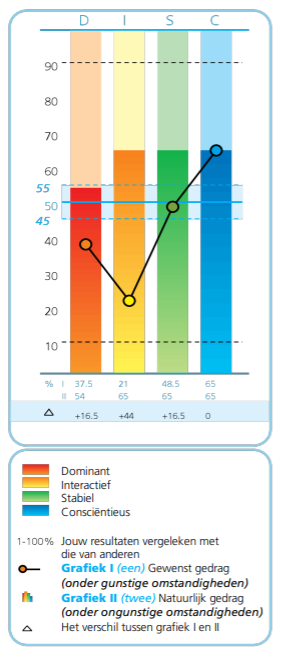 D I S C
90
80
70
60
55
50
45
40
30
20
10
% I 37.5 21 48.5 65
II 54 65 65 65
△ +16.5 +44 +16.5 0
Dominant
Interactief
Stabiel
Consciëntieus
1-100% Jouw resultaten vergeleken met
die van anderen
Grafiek I (een) Gewenst gedrag
(onder gunstige omstandigheden)
Grafiek II (twee) Natuurlijk gedrag
(onder ongunstige omstandigheden)
△ Het verschil tussen grafiek I en II